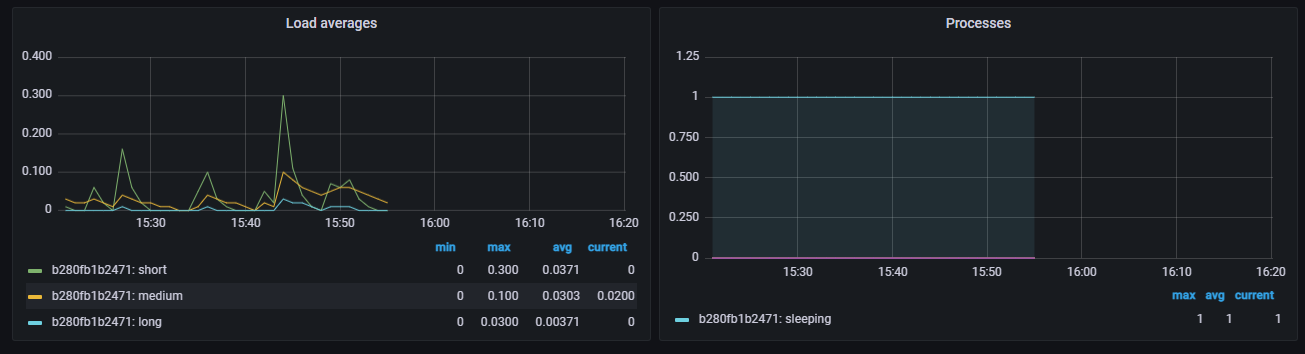 Load averages
0.400
0.300
0.200
0.100
0
15:30 15:40 15:50 16:00 16:10 16:20
min max avg current
b280fb1b2471: short 0 0.300 0.0371 0
b280fb1b2471: medium 0 0.100 0.0303 0.0200
b280fb1b2471: long 0 0.0300 0.00371 0
Processes
1.25
1
0.750
0.500
0.250
0
15:30 15:40 15:50 16:00 16:10 16:20
max avg current
b280fb1b2471: sleeping 1 1 1